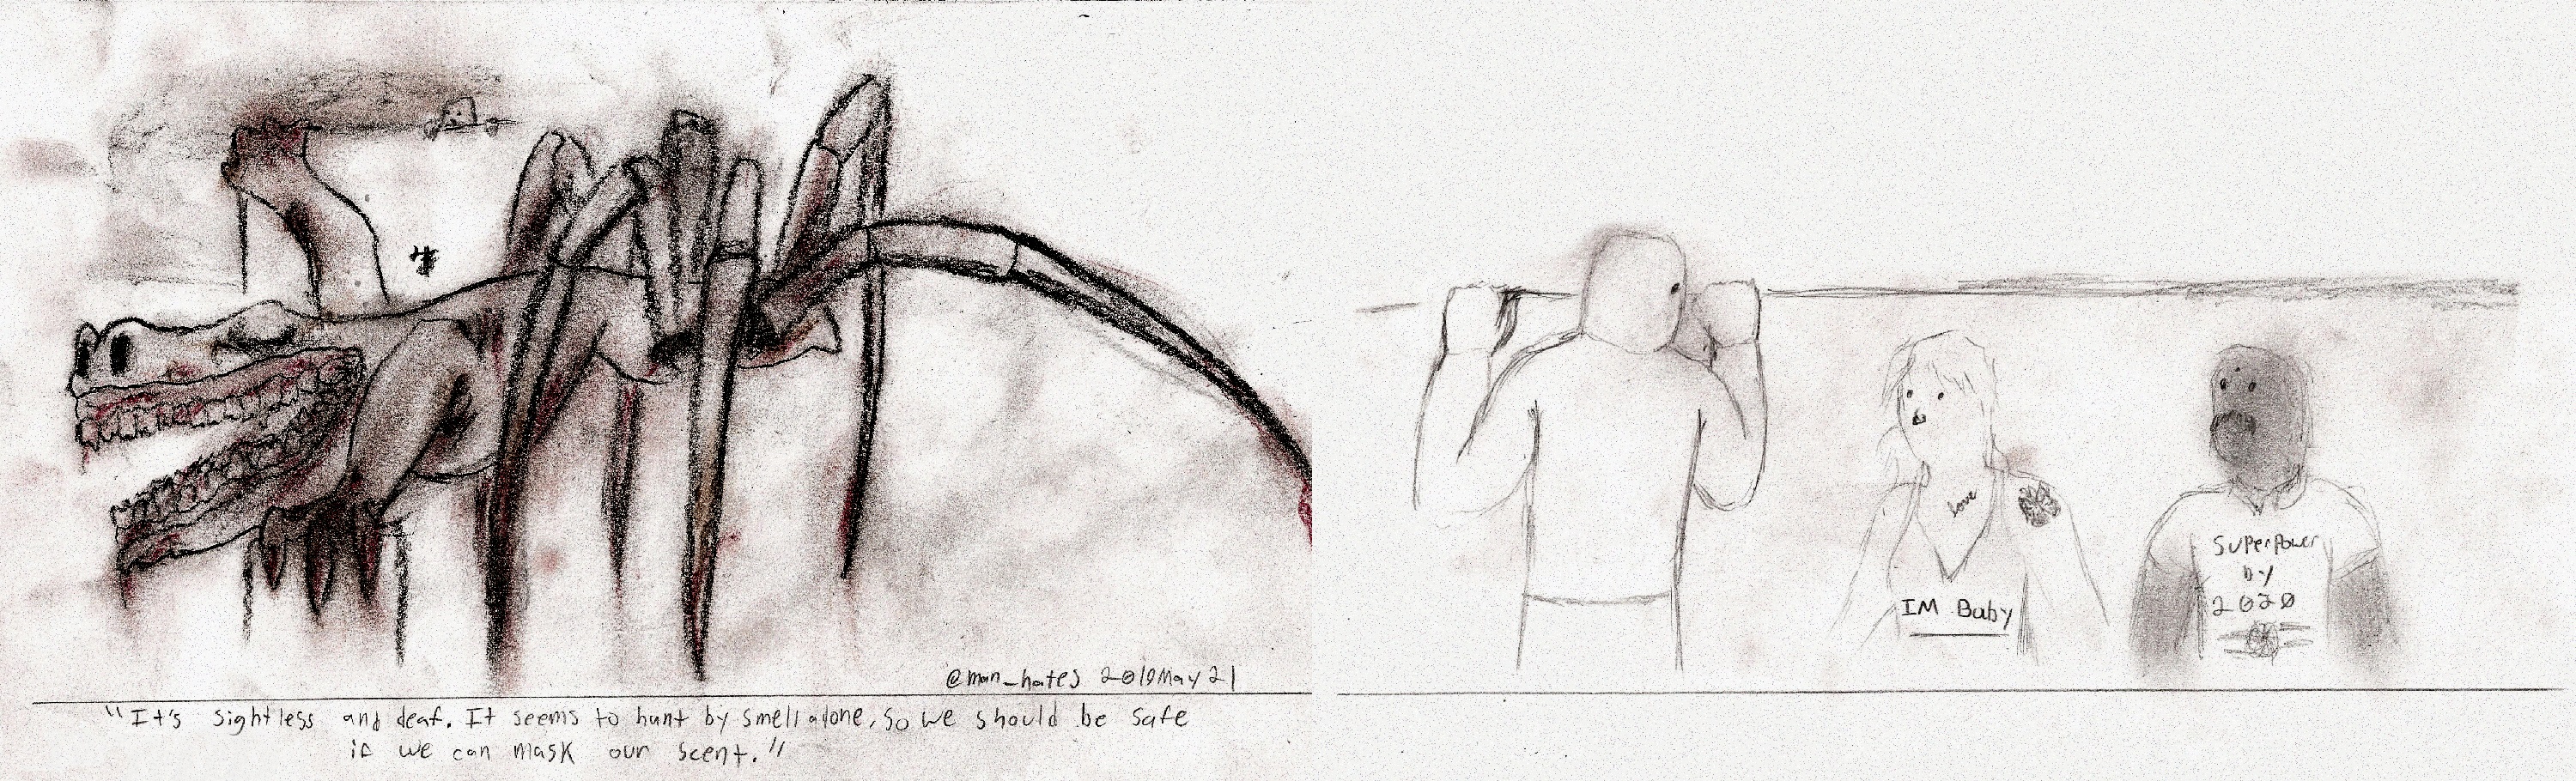 @man_hates 2019May21
"It's sightless and deaf. It seems to hunt by smell alone, so we should be safe
if we can mask our scent."
love
IM Baby
SuperPower
by
2020